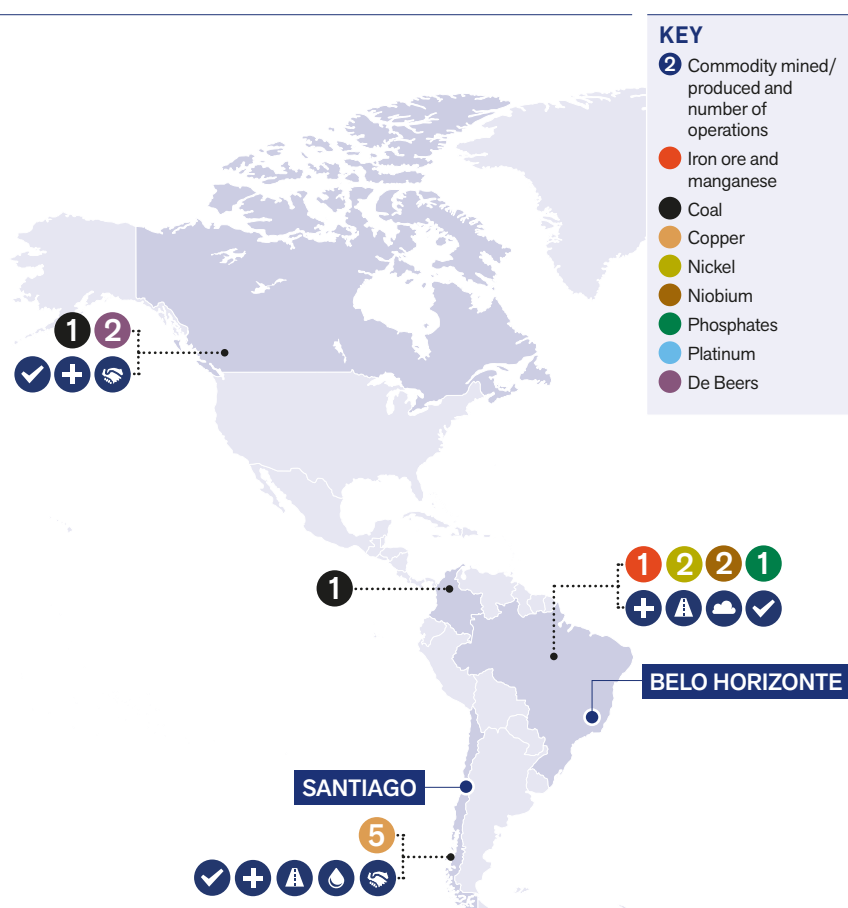 KEY
2 Commodity mined/
produced and
number of
operations
Iron ore and
manganese
Coal
Copper
Nickel
Niobium
Phosphates
Platinum
De Beers
1 2
1
1 2 2 1
BELO HORIZONTE
SANTIAGO
5